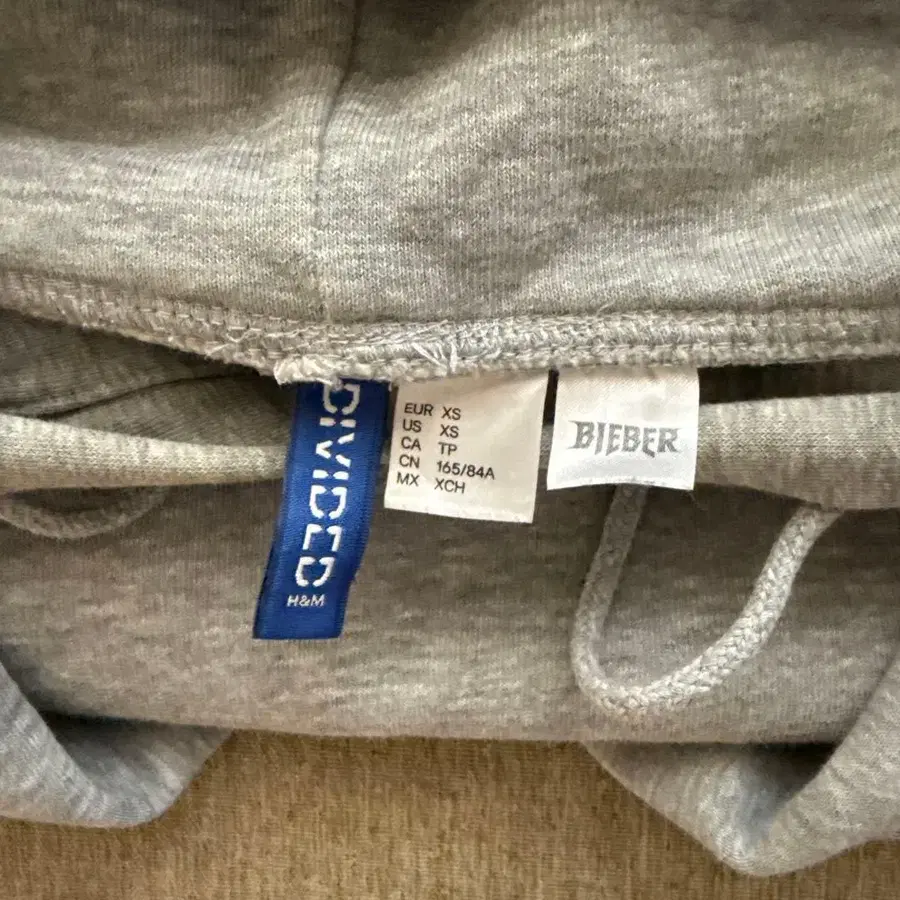 DIVIDED
H&M
EUR XS
US XS
CA TP
CN 165/84A
MX XCH
BIEBER